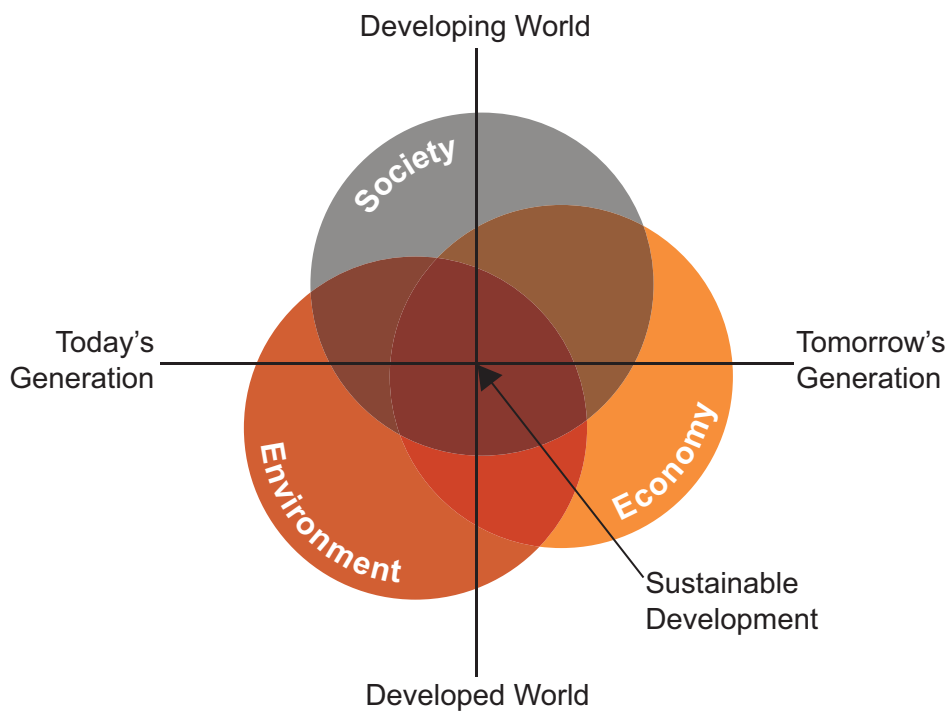 Developing World
Society
Today's
Generation
Tomorrow's
Generation
Economy
Environment
Sustainable
Development
Developed World